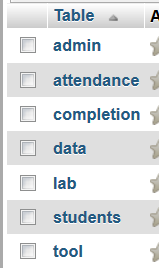 Table
admin
attendance
completion
data
lab
students
tool